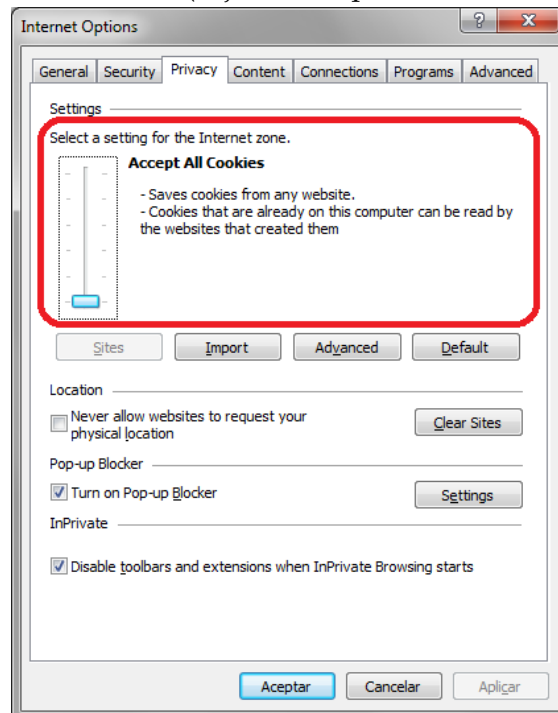 Internet Options
?
X
General Security Privacy Content Connections Programs Advanced
Settings
Select a setting for the Internet zone.
Accept All Cookies
- Saves cookies from any website.
- Cookies that are already on this computer can be read by
the websites that created them
Sites Import Advanced Default
Location
Never allow websites to request your
physical location
Clear Sites
Pop-up Blocker
Turn on Pop-up Blocker
Settings
InPrivate
Disable toolbars and extensions when InPrivate Browsing starts
Aceptar Cancelar Aplicar